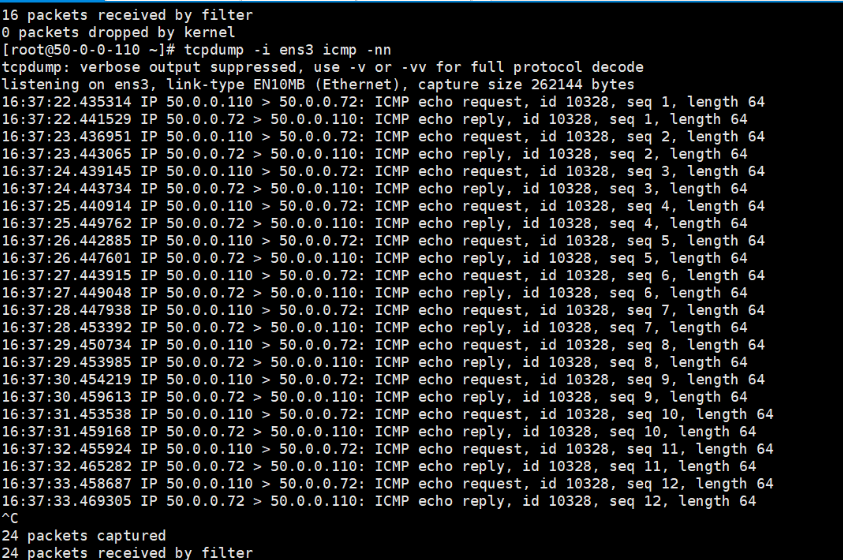 16 packets received by filter
0 packets dropped by kernel
[root@50-0-0-110 ~]# tcpdump -i ens3 icmp -nn
tcpdump: verbose output suppressed, use -v or -vv for full protocol decode
listening on ens3, link-type EN10MB (Ethernet), capture size 262144 bytes
16:37:22.435314 IP 50.0.0.110 > 50.0.0.72: ICMP echo request, id 10328, seq 1, length 64
16:37:22.441529 IP 50.0.0.72 > 50.0.0.110: ICMP echo reply, id 10328, seq 1, length 64
16:37:23.436951 IP 50.0.0.110 > 50.0.0.72: ICMP echo request, id 10328, seq 2, length 64
16:37:23.443065 IP 50.0.0.72 > 50.0.0.110: ICMP echo reply, id 10328, seq 2, length 64
16:37:24.439145 IP 50.0.0.110 > 50.0.0.72: ICMP echo request, id 10328, seq 3, length 64
16:37:24.443734 IP 50.0.0.72 > 50.0.0.110: ICMP echo reply, id 10328, seq 3, length 64
16:37:25.440914 IP 50.0.0.110 > 50.0.0.72: ICMP echo request, id 10328, seq 4, length 64
16:37:25.449762 IP 50.0.0.72 > 50.0.0.110: ICMP echo reply, id 10328, seq 4, length 64
16:37:26.442885 IP 50.0.0.110 > 50.0.0.72: ICMP echo request, id 10328, seq 5, length 64
16:37:26.447601 IP 50.0.0.72 > 50.0.0.110: ICMP echo reply, id 10328, seq 5, length 64
16:37:27.443915 IP 50.0.0.110 > 50.0.0.72: ICMP echo request, id 10328, seq 6, length 64
16:37:27.449048 IP 50.0.0.72 > 50.0.0.110: ICMP echo reply, id 10328, seq 6, length 64
16:37:28.447938 IP 50.0.0.110 > 50.0.0.72: ICMP echo request, id 10328, seq 7, length 64
16:37:28.453392 IP 50.0.0.72 > 50.0.0.110: ICMP echo reply, id 10328, seq 7, length 64
16:37:29.450734 IP 50.0.0.110 > 50.0.0.72: ICMP echo request, id 10328, seq 8, length 64
16:37:29.453985 IP 50.0.0.72 > 50.0.0.110: ICMP echo reply, id 10328, seq 8, length 64
16:37:30.454219 IP 50.0.0.110 > 50.0.0.72: ICMP echo request, id 10328, seq 9, length 64
16:37:30.459613 IP 50.0.0.72 > 50.0.0.110: ICMP echo reply, id 10328, seq 9, length 64
16:37:31.453538 IP 50.0.0.110 > 50.0.0.72: ICMP echo request, id 10328, seq 10, length 64
16:37:31.459168 IP 50.0.0.72 > 50.0.0.110: ICMP echo reply, id 10328, seq 10, length 64
16:37:32.455924 IP 50.0.0.110 > 50.0.0.72: ICMP echo request, id 10328, seq 11, length 64
16:37:32.465282 IP 50.0.0.72 > 50.0.0.110: ICMP echo reply, id 10328, seq 11, length 64
16:37:33.458687 IP 50.0.0.110 > 50.0.0.72: ICMP echo request, id 10328, seq 12, length 64
16:37:33.469305 IP 50.0.0.72 > 50.0.0.110: ICMP echo reply, id 10328, seq 12, length 64
^C
24 packets captured
24 packets received by filter